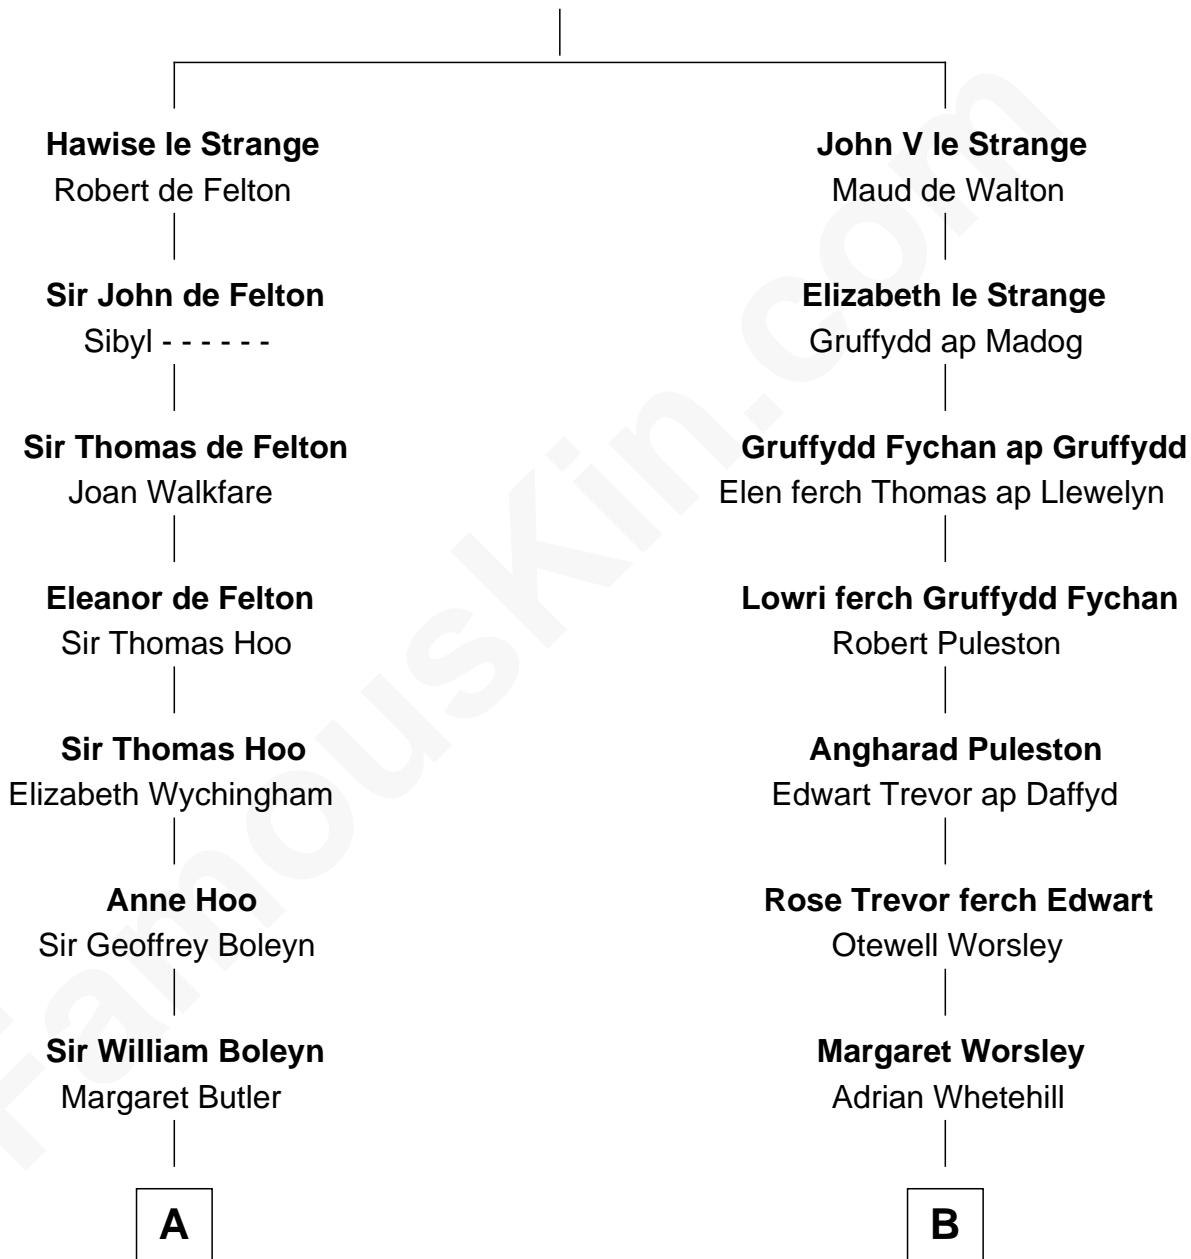 Hawise le Strange
Robert de Felton
Sir John de Felton
Sibyl - - - - - -
Sir Thomas de Felton
Joan Walkfare
Eleanor de Felton
Sir Thomas Hoo
Sir Thomas Hoo
Elizabeth Wychingham
Anne Hoo
Sir Geoffrey Boleyn
Sir William Boleyn
Margaret Butler
A
John V le Strange
Maud de Walton
Elizabeth le Strange
Gruffydd ap Madog
Gruffydd Fychan ap Gruffydd
Elen ferch Thomas ap Llewelyn
Lowri ferch Gruffydd Fychan
Robert Puleston
Angharad Puleston
Edwart Trevor ap Daffyd
Rose Trevor ferch Edwart
Otewell Worsley
Margaret Worsley
Adrian Whetehill
B
FamousKin.com